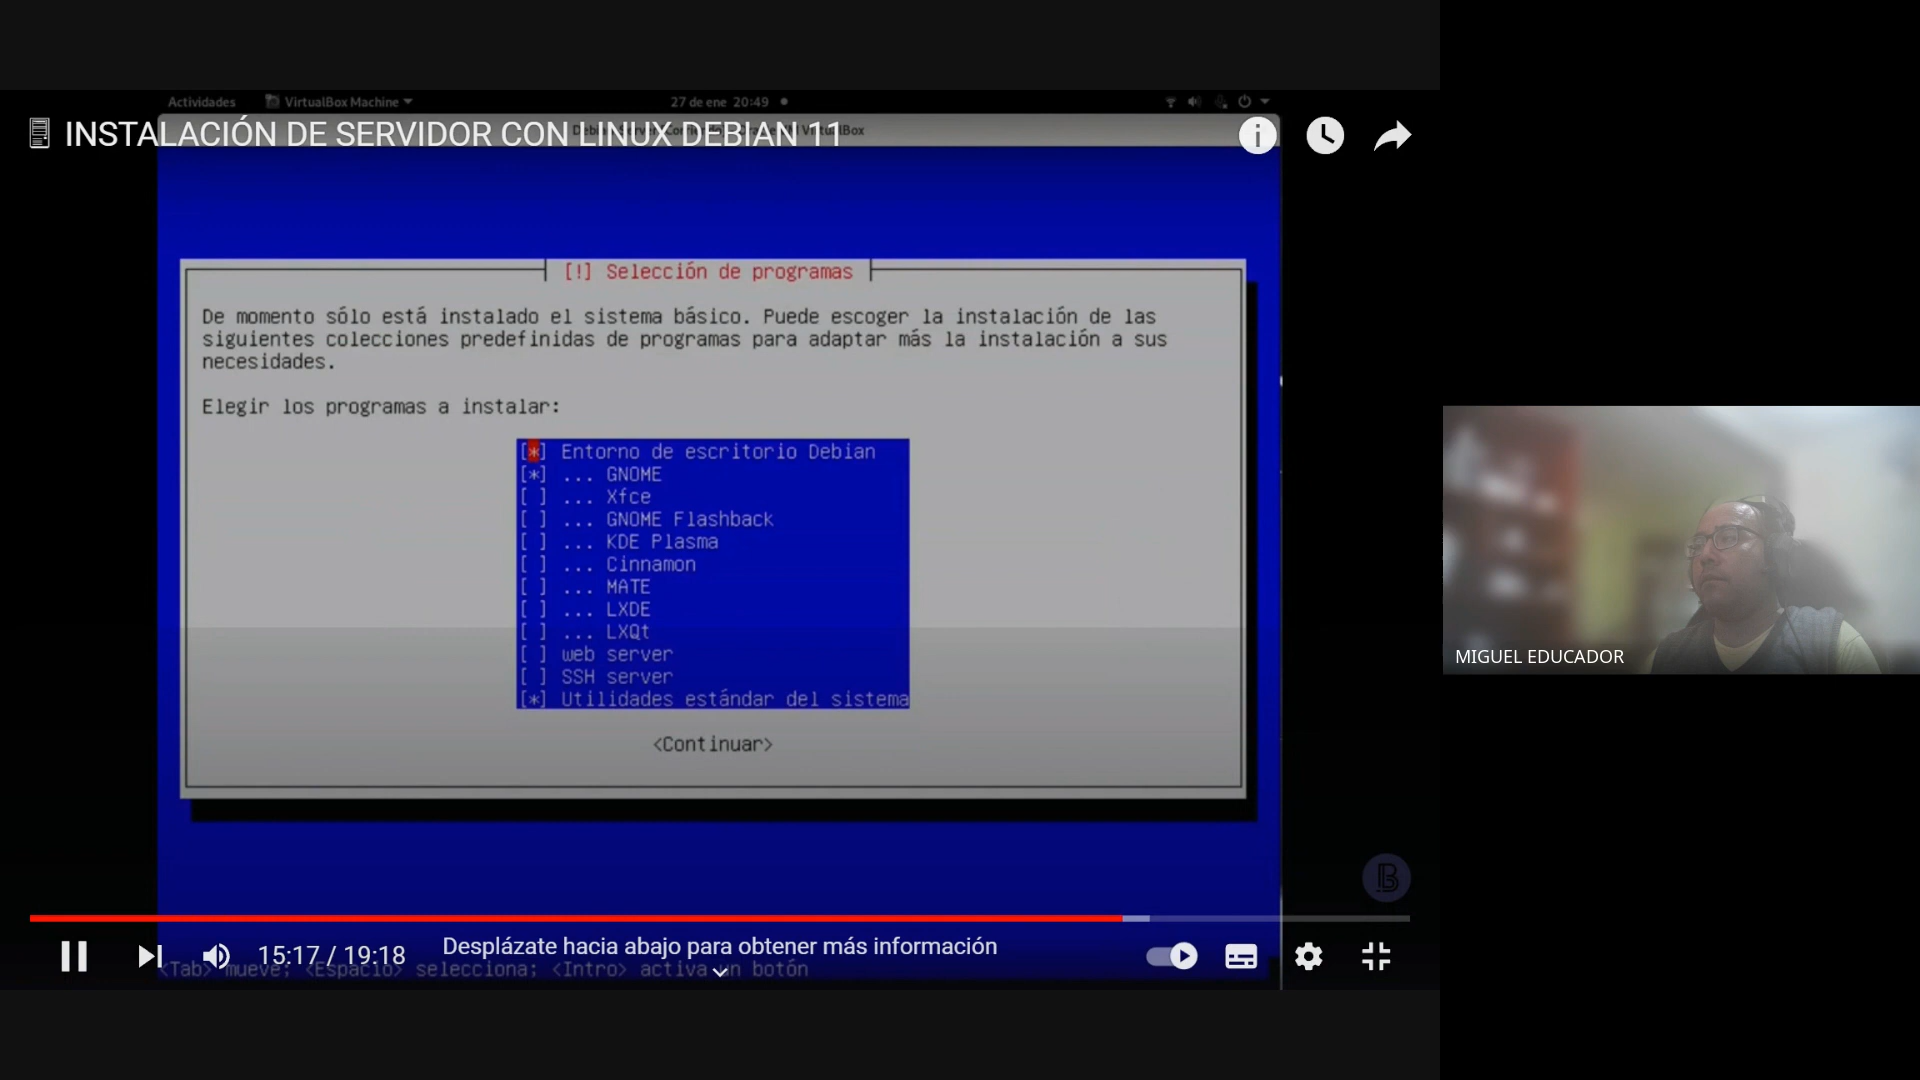 Actividades
VirtualBox Machine
27 de ene 20:49
INSTALACIÓN DE SERVIDOR CON LINUX DEBIAN 11
[!] Selección de programas
De momento sólo está instalado el sistema básico. Puede escoger la instalación de las
siguientes colecciones predefinidas de programas para adaptar más la instalación a sus
necesidades.
Elegir los programas a instalar:
[*] Entorno de escritorio Debian
[*] ... GNOME
[ ] ... Xfce
[ ] ... GNOME Flashback
[ ] ... KDE Plasma
[ ] ... Cinnamon
[ ] ... MATE
[ ] ... LXDE
[ ] ... LXQt
[ ] web server
[ ] SSH server
[*] Utilidades estándar del sistema
<Continuar>
MIGUEL EDUCADOR
15:17 / 19:18
Desplázate hacia abajo para obtener más información
<Tab> mueve; <Espacio> selecciona; <Intro> activa un botón